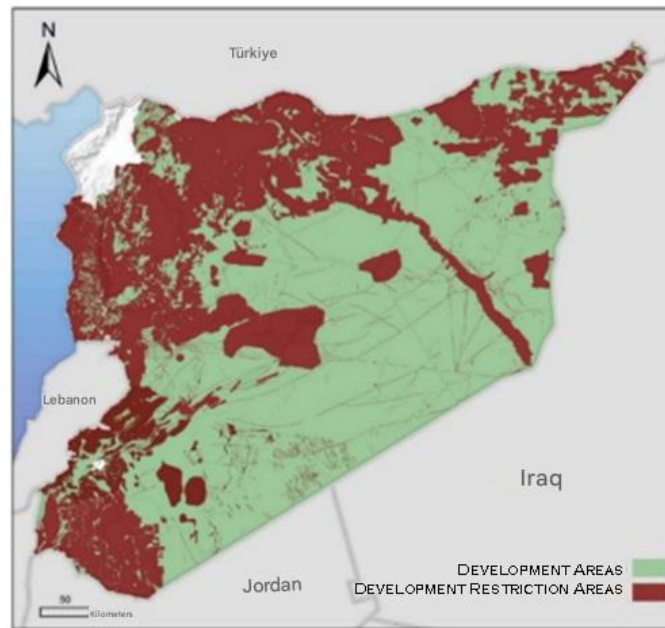 N
Türkiye
Lebanon
Iraq
DEVELOPMENT AREAS
DEVELOPMENT RESTRICTION AREAS
Jordan
50
Kilometers